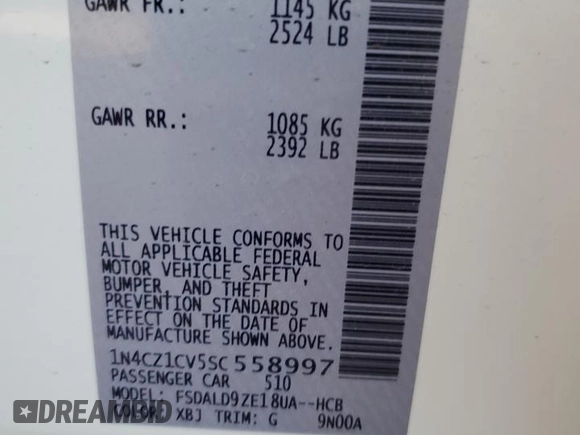 GAWR FR.: 1145 KG
2524 LB
GAWR RR.: 1085 KG
2392 LB
THIS VEHICLE CONFORMS TO
ALL APPLICABLE FEDERAL
MOTOR VEHICLE SAFETY,
BUMPER, AND THEFT
PREVENTION STANDARDS IN
EFFECT ON THE DATE OF
MANUFACTURE SHOWN ABOVE.
1N4CZ1CV5SC558997
PASSENGER CAR 510
MODEL: FSDALD9ZE18UA--HCB
COLOR: XBJ TRIM: G 9N00A
DREAMBID